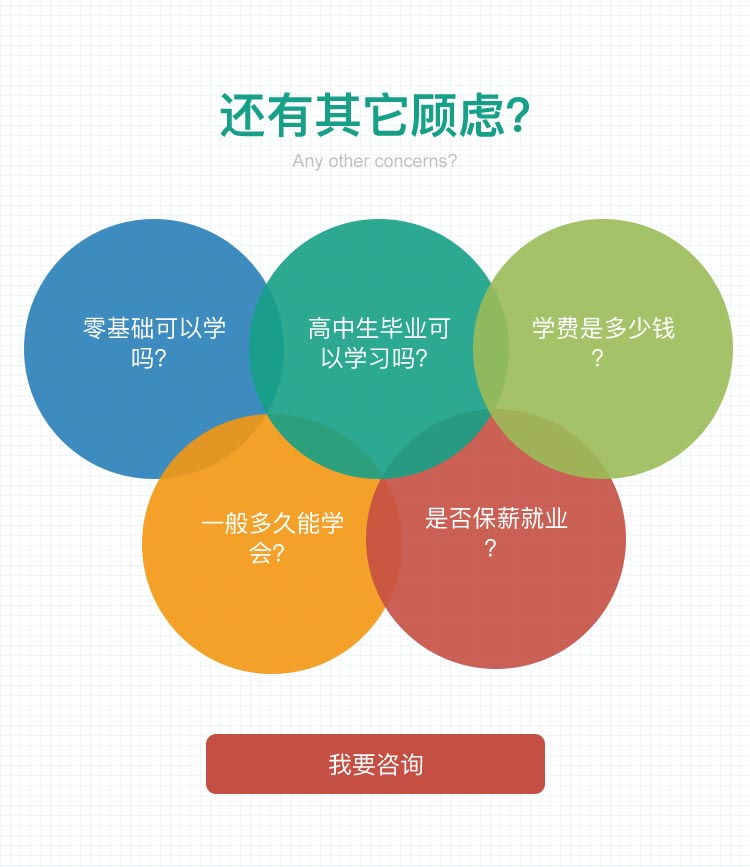 还有其它顾虑?
Any other concerns?
零基础可以学
吗?
高中生毕业可
以学习吗?
学费是多少钱
?
一般多久能学
会?
是否保薪就业
?
我要咨询